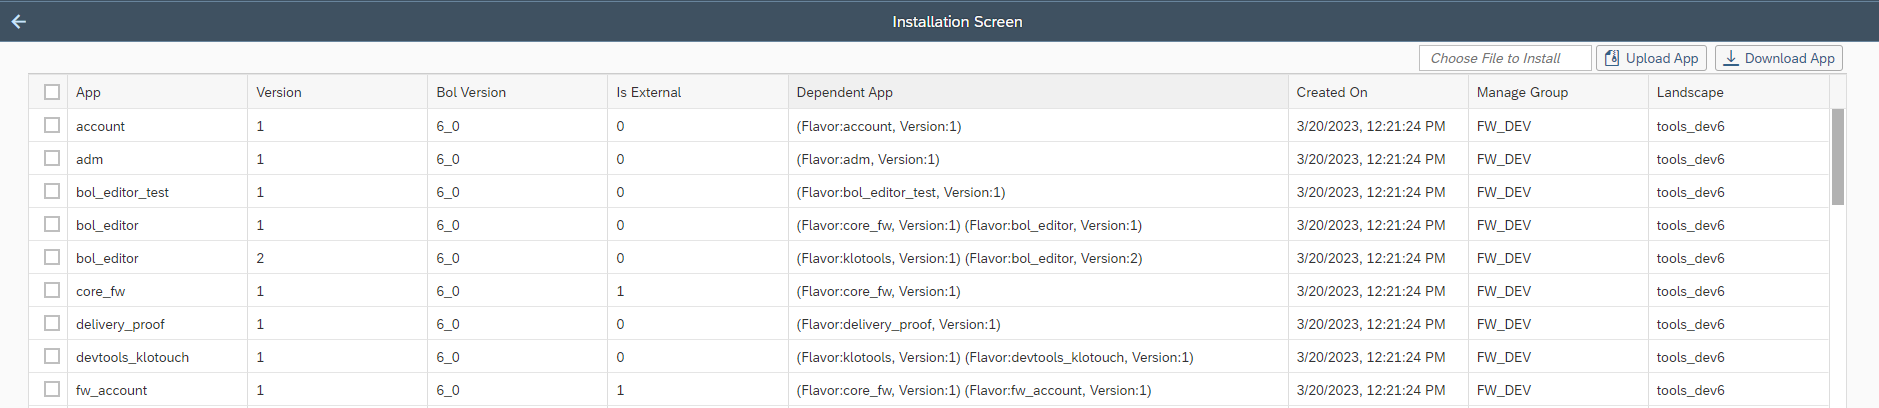 Installation Screen
Choose File to Install Upload App Download App
App Version Bol Version Is External Dependent App Created On Manage Group Landscape
account 1 6_0 0 (Flavor:account, Version:1) 3/20/2023, 12:21:24 PM FW_DEV tools_dev6
adm 1 6_0 0 (Flavor:adm, Version:1) 3/20/2023, 12:21:24 PM FW_DEV tools_dev6
bol_editor_test 1 6_0 0 (Flavor:bol_editor_test, Version:1) 3/20/2023, 12:21:24 PM FW_DEV tools_dev6
bol_editor 1 6_0 0 (Flavor:core_fw, Version:1) (Flavor:bol_editor, Version:1) 3/20/2023, 12:21:24 PM FW_DEV tools_dev6
bol_editor 2 6_0 0 (Flavor:klotools, Version:1) (Flavor:bol_editor, Version:2) 3/20/2023, 12:21:24 PM FW_DEV tools_dev6
core_fw 1 6_0 1 (Flavor:core_fw, Version:1) 3/20/2023, 12:21:24 PM FW_DEV tools_dev6
delivery_proof 1 6_0 0 (Flavor:delivery_proof, Version:1) 3/20/2023, 12:21:24 PM FW_DEV tools_dev6
devtools_klotouch 1 6_0 0 (Flavor:klotools, Version:1) (Flavor:devtools_klotouch, Version:1) 3/20/2023, 12:21:24 PM FW_DEV tools_dev6
fw_account 1 6_0 1 (Flavor:core_fw, Version:1) (Flavor:fw_account, Version:1) 3/20/2023, 12:21:24 PM FW_DEV tools_dev6